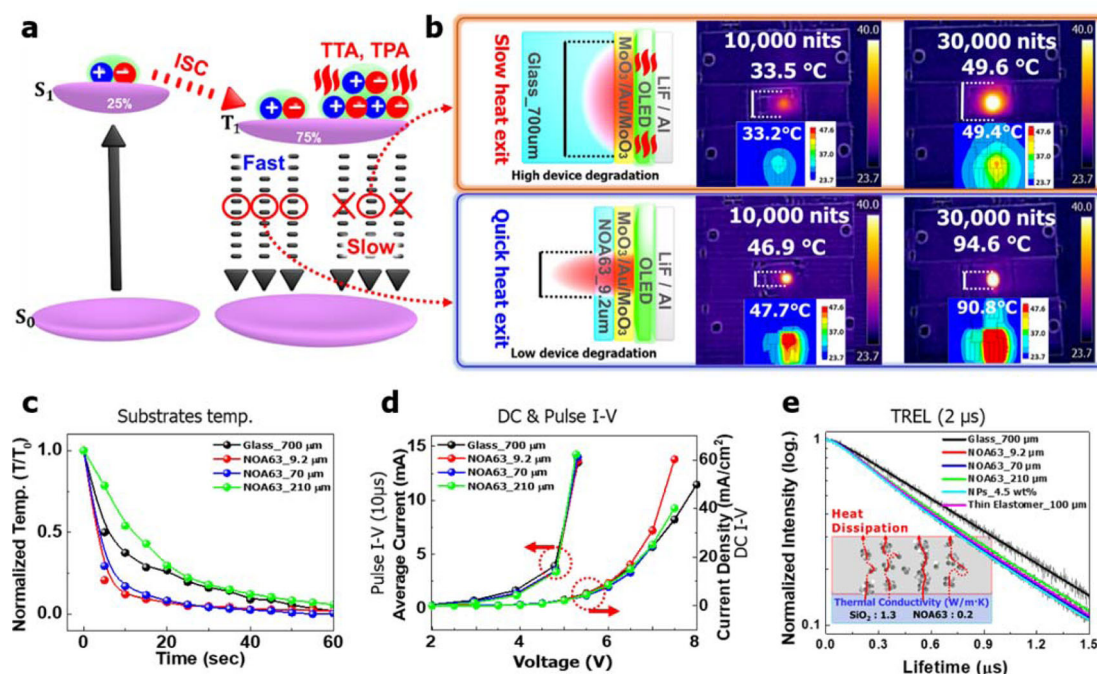 a
ISC
TTA, TPA
S1
25%
T1
75%
Fast
Slow
S0
b
Slow heat exit
Glass_700um
MoO3/Au/MoO3
OLED
LiF / Al
High device degradation
10,000 nits
33.5 °C
33.2°C
47.6
37.5
23.7
40.0
23.7
30,000 nits
49.6 °C
49.4°C
47.6
37.5
23.7
40.0
23.7
Quick heat exit
NOA63_9.2um
MoO3/Au/MoO3
OLED
LiF / Al
Low device degradation
10,000 nits
46.9 °C
47.7°C
47.6
37.5
23.7
40.0
23.7
30,000 nits
94.6 °C
90.8°C
47.6
37.5
23.7
40.0
23.7
c
Substrates temp.
Normalized Temp. (T/T0)
1.0
0.5
0.0
Glass_700 μm
NOA63_9.2 μm
NOA63_70 μm
NOA63_210 μm
0 20 40 60
Time (sec)
d
DC & Pulse I-V
Pulse I-V (10μs)
Average Current (mA)
15
10
5
0
Glass_700 μm
NOA63_9.2 μm
NOA63_70 μm
NOA63_210 μm
60
40
20
0
Current Density (mA/cm2)
DC I-V
2 4 6 8
Voltage (V)
e
TREL (2 μs)
Normalized Intensity (log.)
1
0.1
Glass_700 μm
NOA63_9.2 μm
NOA63_70 μm
NOA63_210 μm
NPs_4.5 wt%
Thin Elastomer_100 μm
Heat
Dissipation
Thermal Conductivity (W/m·K)
SiO2 : 1.3 NOA63 : 0.2
0.0 0.3 0.6 0.9 1.2 1.5
Lifetime (μs)